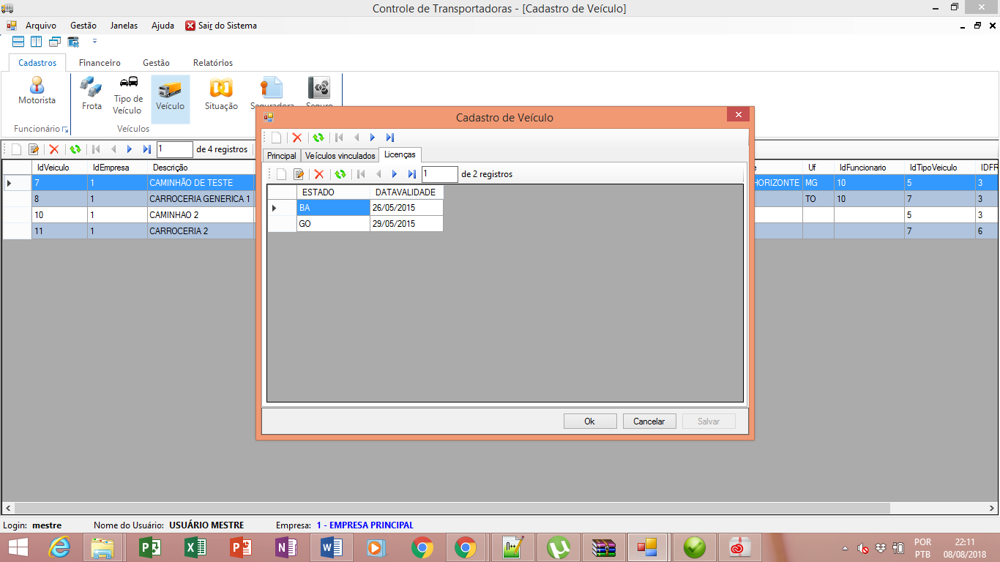 Controle de Transportadoras - [Cadastro de Veículo]
Arquivo Gestão Janelas Ajuda Sair do Sistema
Cadastros Financeiro Gestão Relatórios
Motorista
Frota
Tipo de
Veículo
Veículo
Situação
Seguradora
Seguro
Funcionário
Veículos
1 de 4 registros
IdVeiculo IdEmpresa Descrição Uf IdFuncionario IdTipoVeiculo IDFR
7 1 CAMINHÃO DE TESTE HORIZONTE MG 10 5 3
8 1 CARROCERIA GENERICA 1 TO 10 7 3
10 1 CAMINHAO 2 5 3
11 1 CARROCERIA 2 7 6
Cadastro de Veículo
Principal Veículos vinculados Licenças
1 de 2 registros
ESTADO DATAVALIDADE
BA 26/05/2015
GO 29/05/2015
Ok Cancelar Salvar
Login: mestre Nome do Usuário: USUÁRIO MESTRE Empresa: 1 - EMPRESA PRINCIPAL
POR
PTB
22:11
08/08/2018